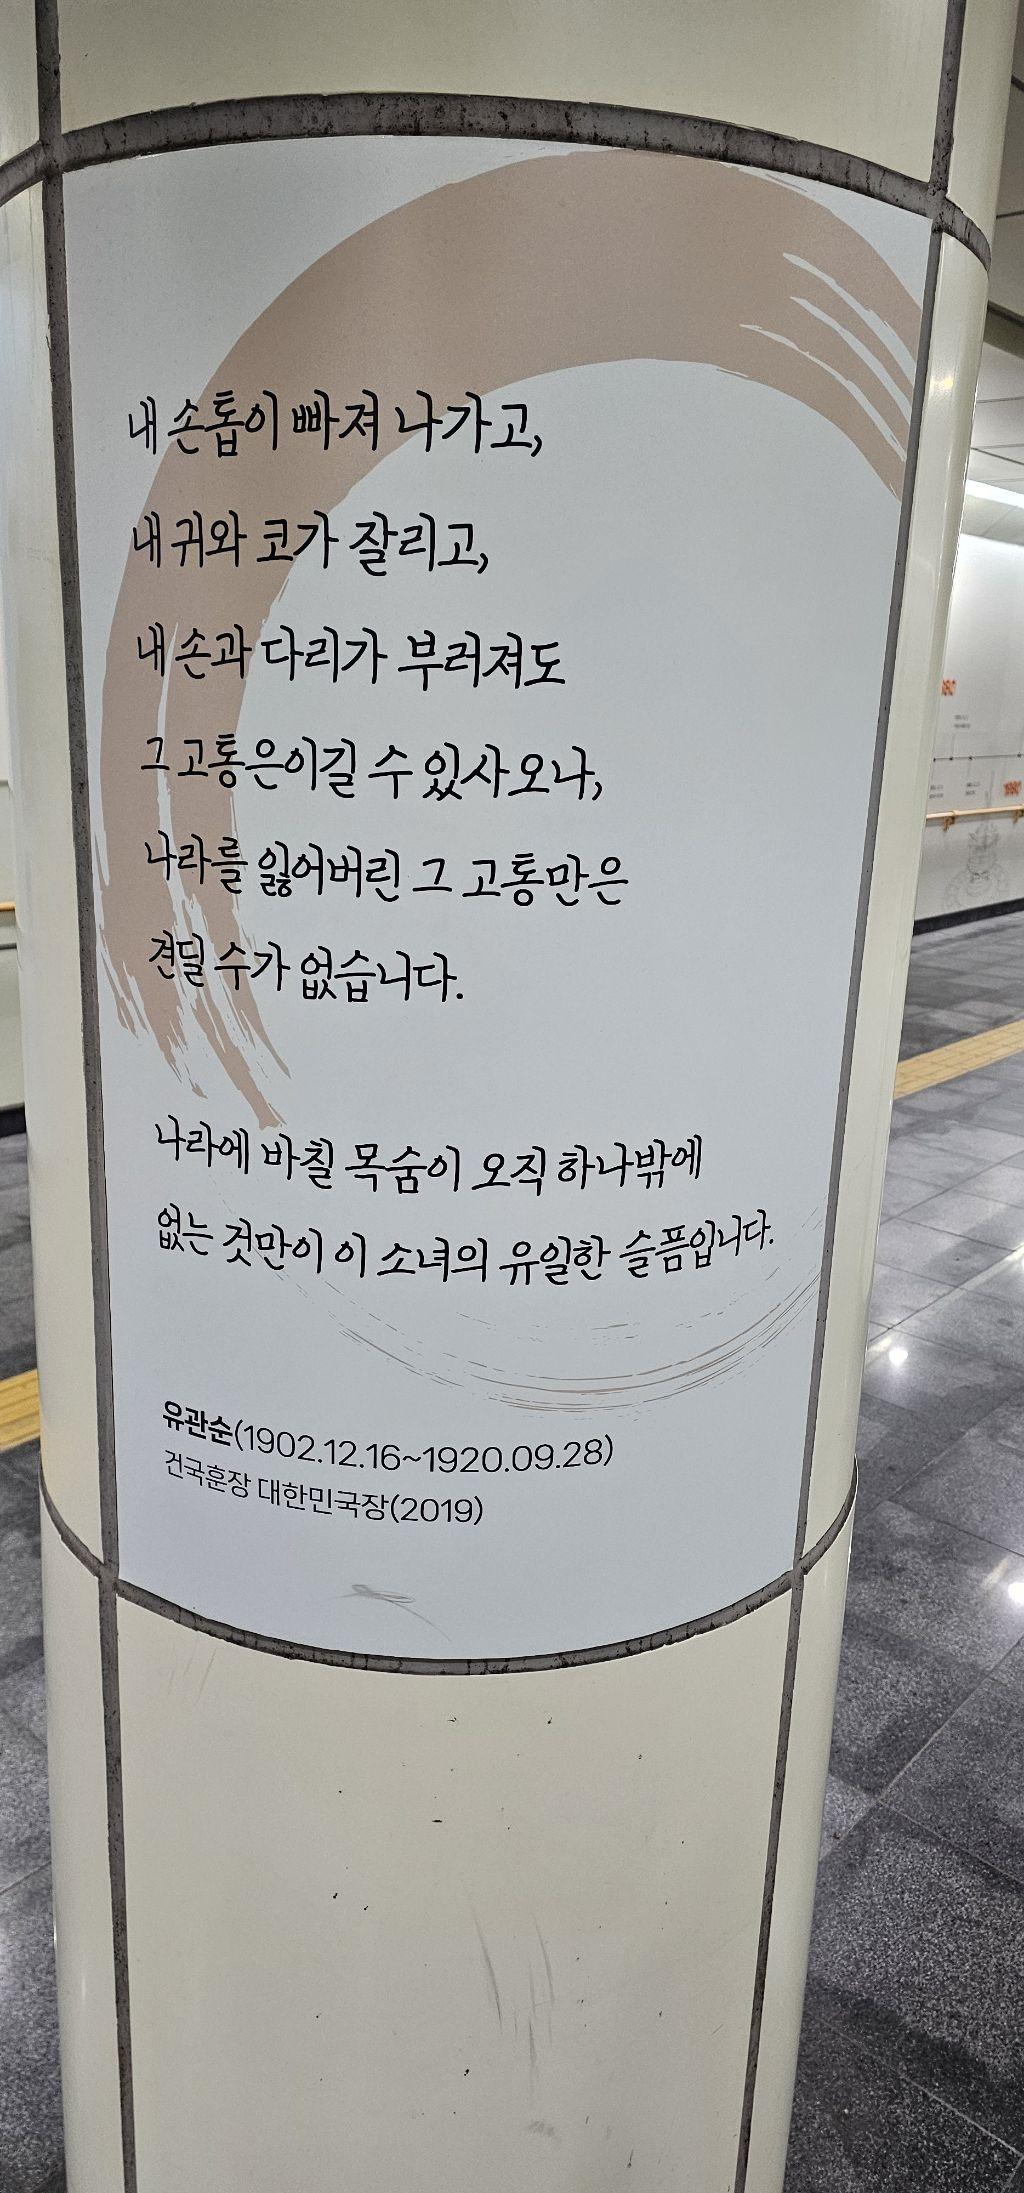 내 손톱이 빠져 나가고,
내 귀와 코가 잘리고,
내 손과 다리가 부러져도
그 고통은 이길 수 있사오나,
나라를 잃어버린 그 고통만은
견딜 수가 없습니다.
나라에 바칠 목숨이 오직 하나밖에
없는 것만이 이 소녀의 유일한 슬픔입니다.
유관순(1902.12.16~1920.09.28)
건국훈장 대한민국장(2019)